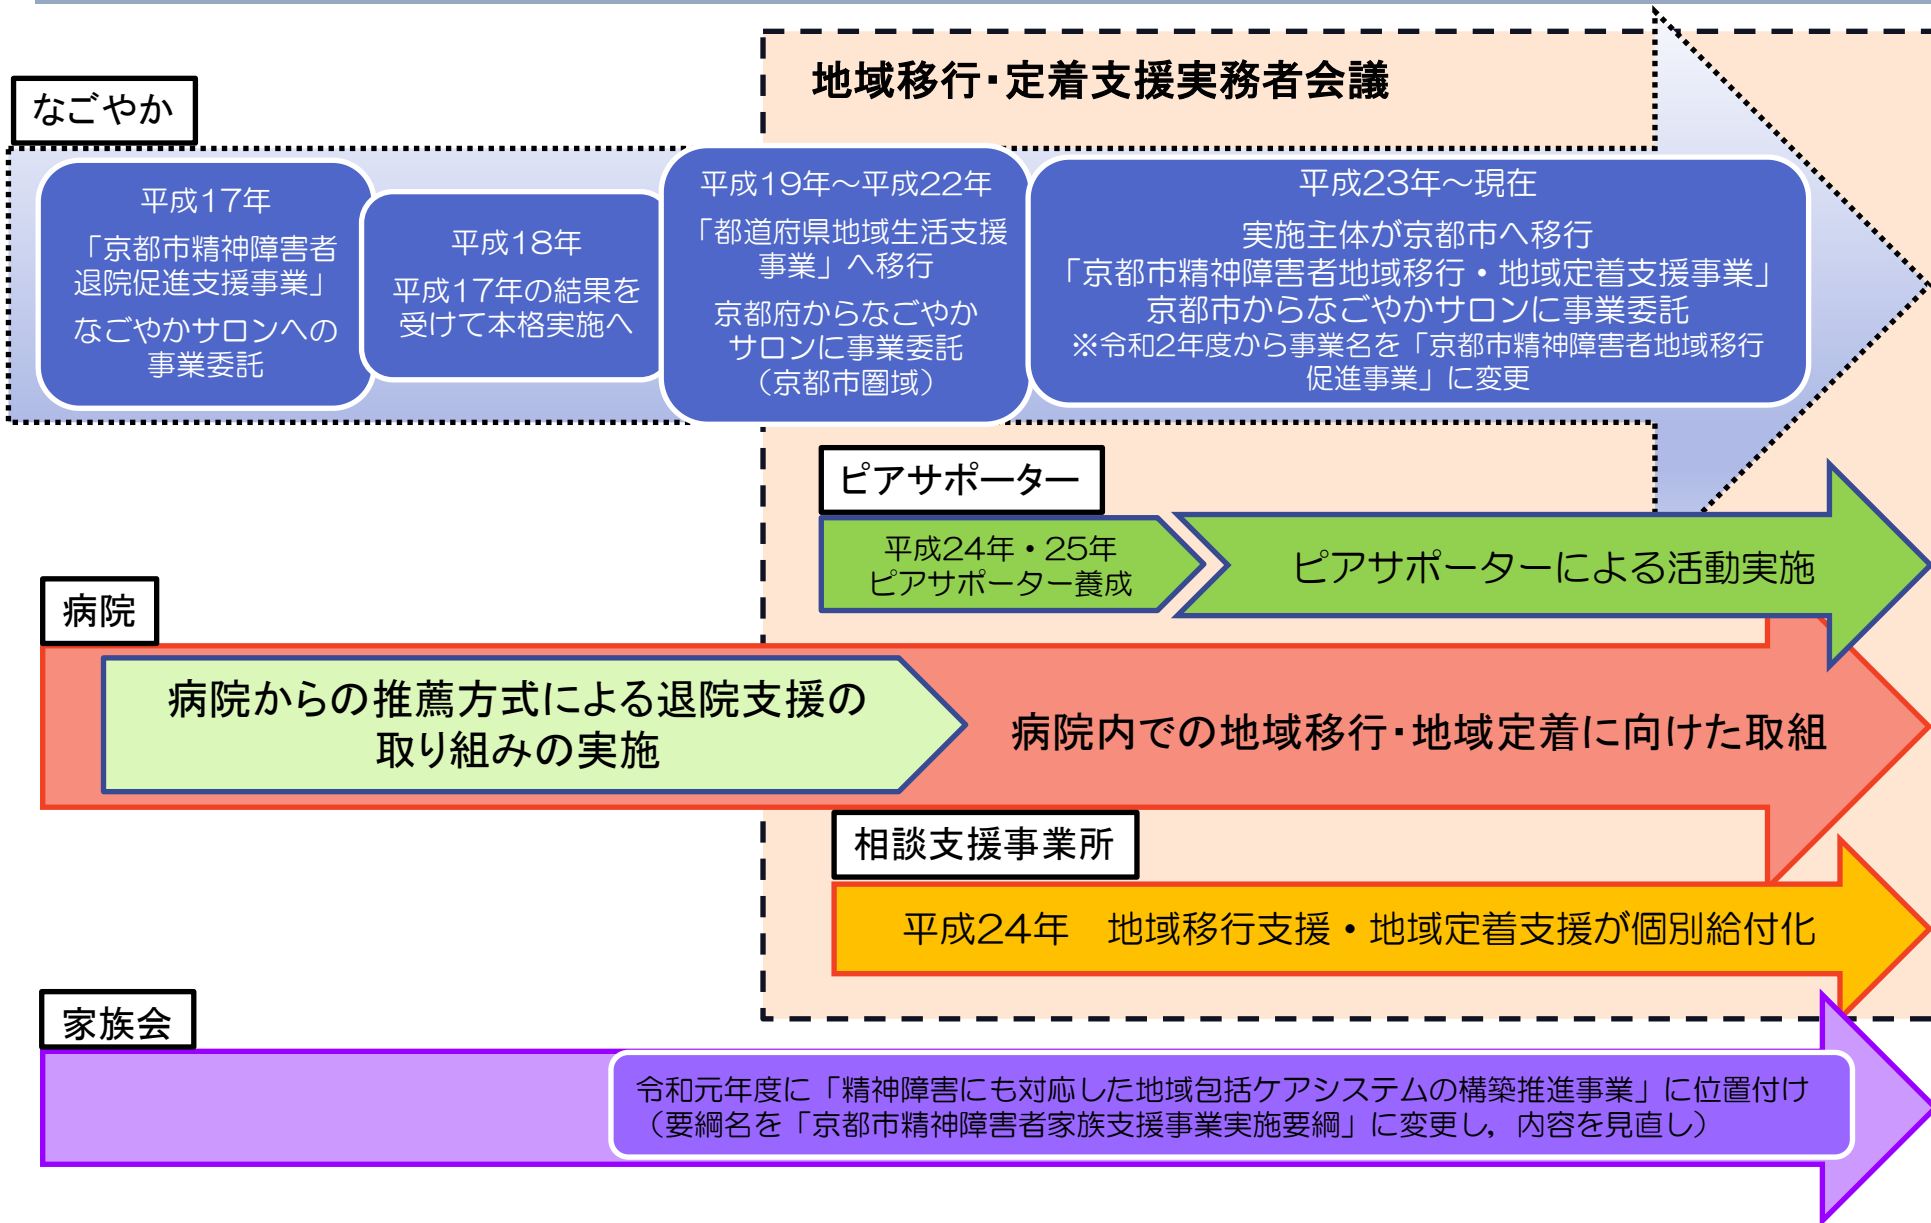 地域移行・定着支援実務者会議
なごやか
平成17年
「京都市精神障害者
退院促進支援事業」
なごやかサロンへの
事業委託
平成18年
平成17年の結果を
受けて本格実施へ
平成19年～平成22年
「都道府県地域生活支援
事業」へ移行
京都府からなごやか
サロンに事業委託
（京都市圏域）
平成23年～現在
実施主体が京都市へ移行
「京都市精神障害者地域移行・地域定着支援事業」
京都市からなごやかサロンに事業委託
※令和2年度から事業名を「京都市精神障害者地域移行
促進事業」に変更
ピアサポーター
平成24年・25年
ピアサポーター養成
ピアサポーターによる活動実施
病院
病院からの推薦方式による退院支援の
取り組みの実施
病院内での地域移行・地域定着に向けた取組
相談支援事業所
平成24年　地域移行支援・地域定着支援が個別給付化
家族会
令和元年度に「精神障害にも対応した地域包括ケアシステムの構築推進事業」に位置付け
（要綱名を「京都市精神障害者家族支援事業実施要綱」に変更し，内容を見直し）